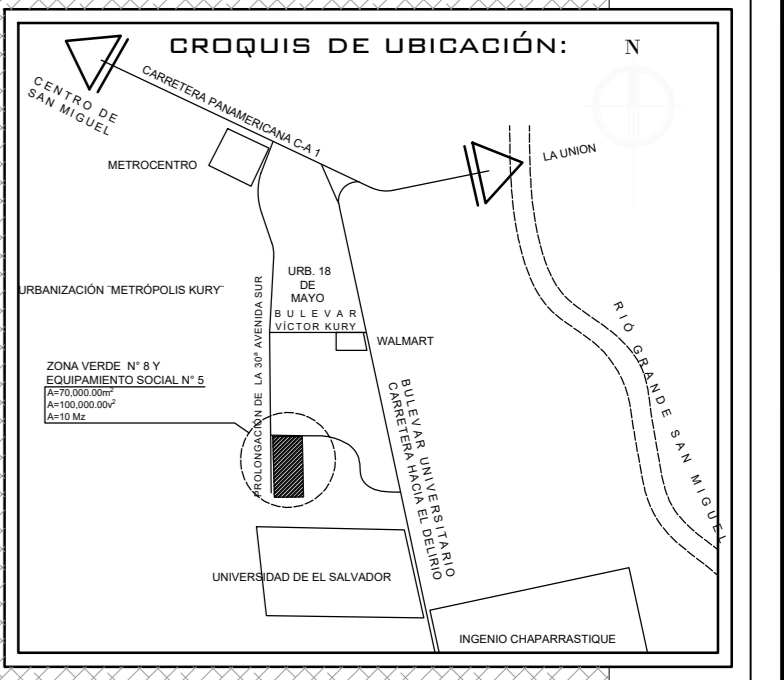 CROQUIS DE UBICACIÓN:
N
CENTRO DE
SAN MIGUEL
CARRETERA PANAMERICANA C-A 1
METROCENTRO
LA UNION
URBANIZACIÓN ¨METRÓPOLIS KURY¨
URB. 18
DE
MAYO
BULEVAR
VÍCTOR KURY
WALMART
PROLONGACIÓN DE LA 30ª AVENIDA SUR
ZONA VERDE N° 8 Y
EQUIPAMIENTO SOCIAL N° 5
A=70,000.00m²
A=100,000.00v²
A=10 Mz
BULEVAR UNIVERSITARIO
CARRETERA HACIA EL DELIRIO
RIÓ GRANDE SAN MIGUEL
UNIVERSIDAD DE EL SALVADOR
INGENIO CHAPARRASTIQUE